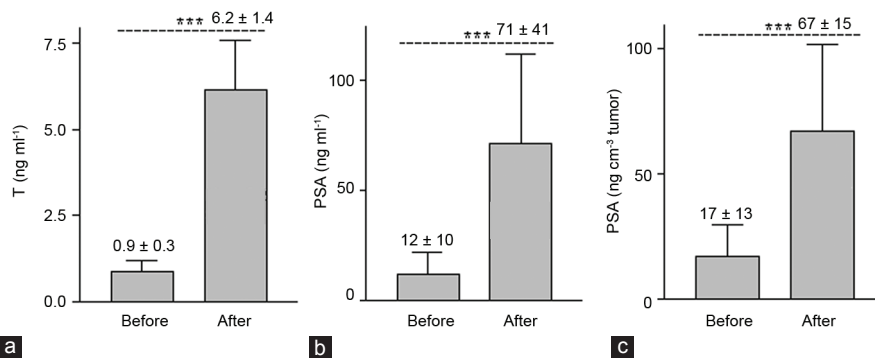 *** 6.2 ± 1.4
7.5
5.0
2.5
0.0
T (ng ml-1)
0.9 ± 0.3
Before After
a
*** 71 ± 41
100
50
0
PSA (ng ml-1)
12 ± 10
Before After
b
*** 67 ± 15
100
50
0
PSA (ng cm-3 tumor)
17 ± 13
Before After
c